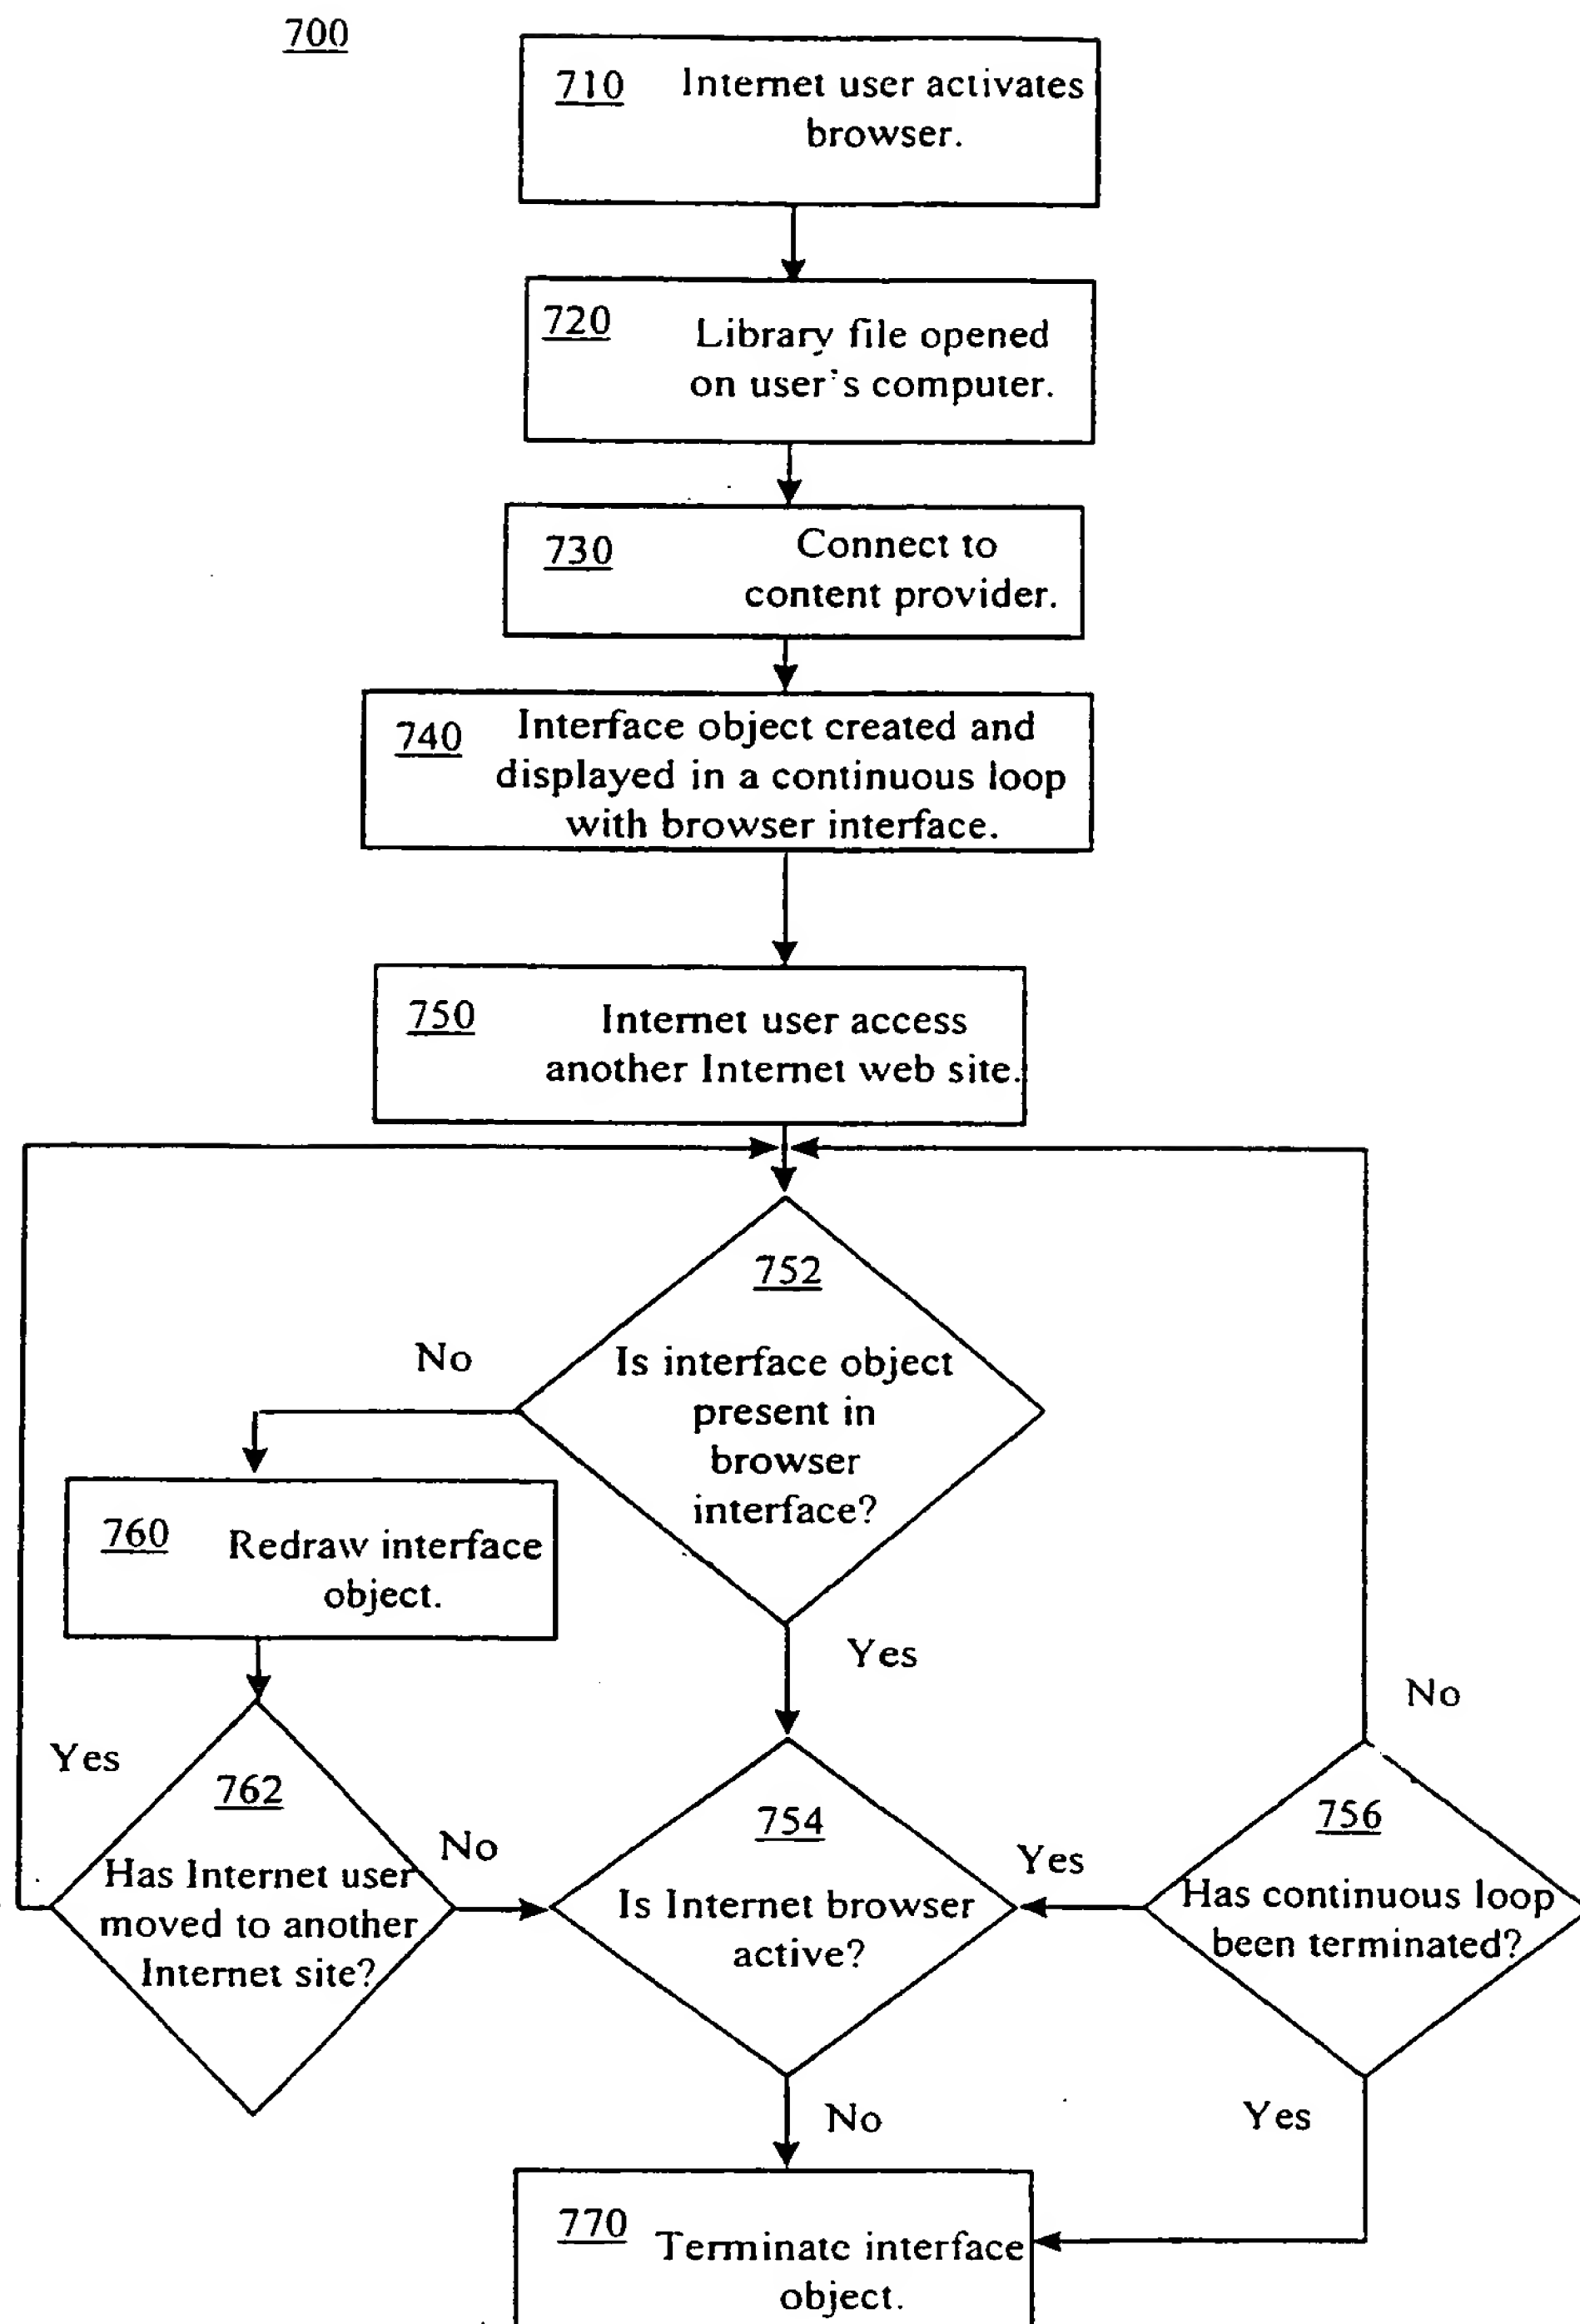 700
710 Internet user activates
browser.
720 Library file opened
on user's computer.
730 Connect to
content provider.
740 Interface object created and
displayed in a continuous loop
with browser interface.
750 Internet user access
another Internet web site.
752
No
Is interface object
present in
browser
interface?
760 Redraw interface
object.
Yes
No
Yes
762
Has Internet user
moved to another
Internet site?
No
754
Is Internet browser
active?
Yes
756
Has continuous loop
been terminated?
No
Yes
770 Terminate interface
object.